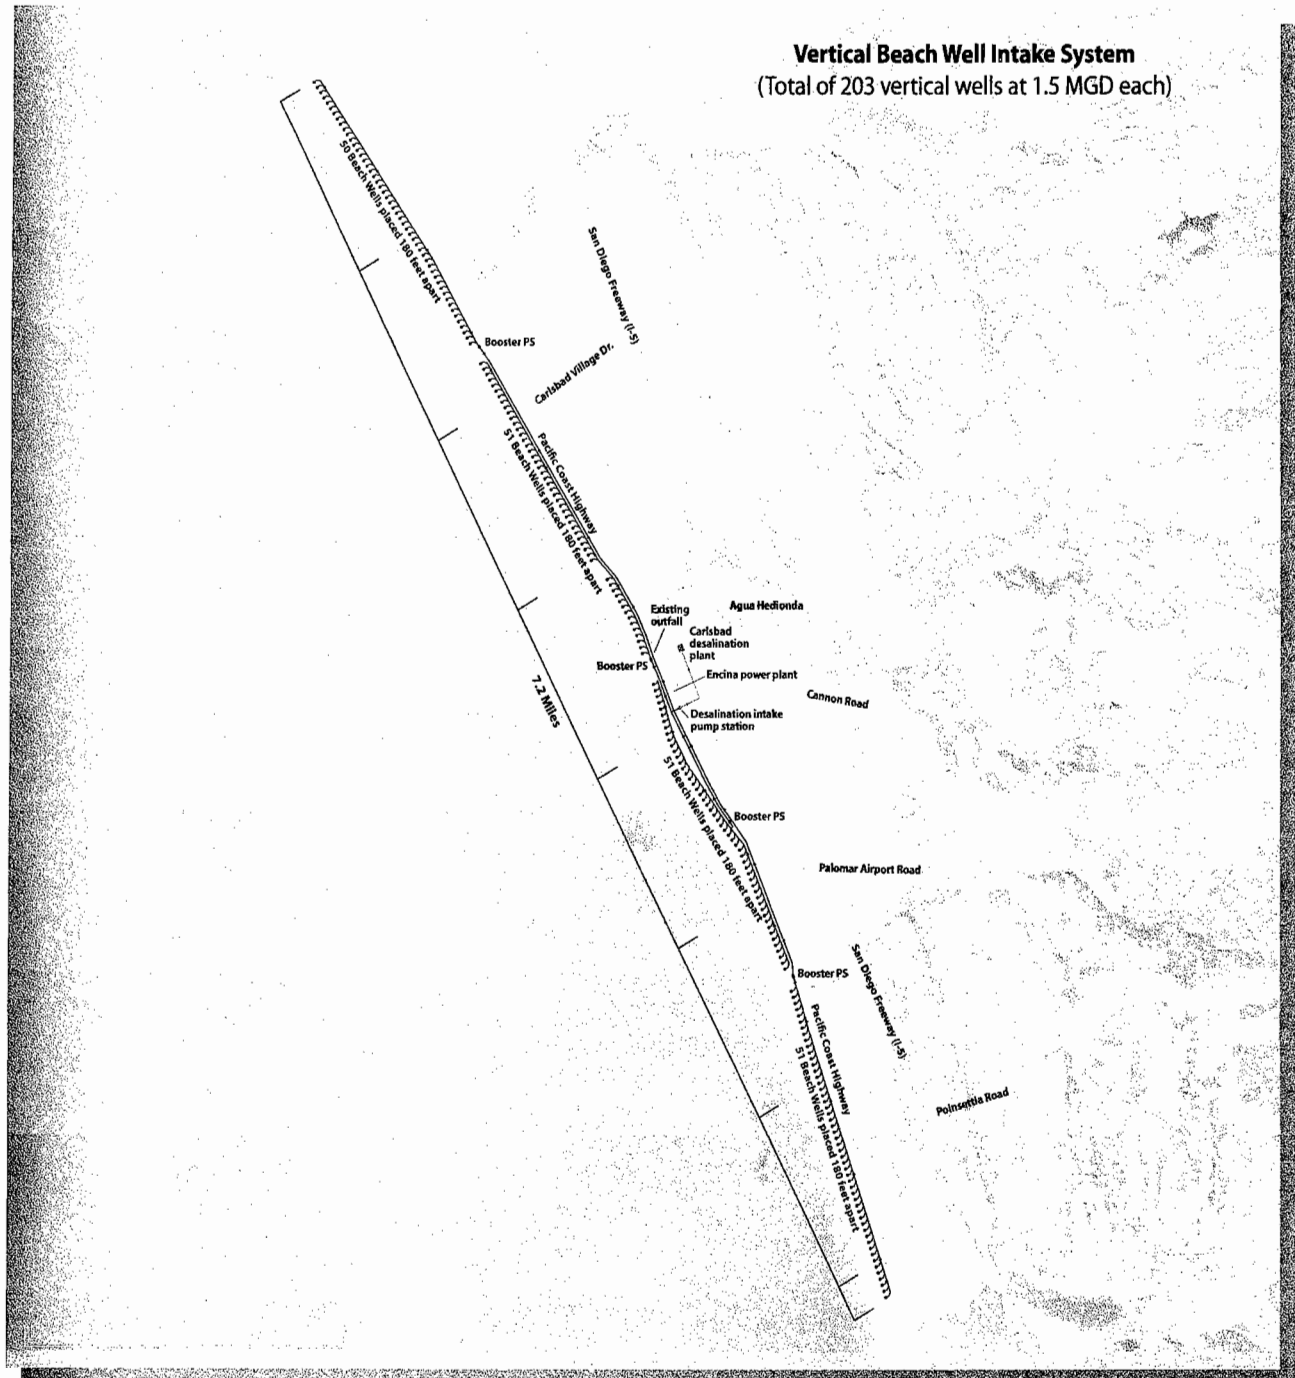 Vertical Beach Well Intake System
(Total of 203 vertical wells at 1.5 MGD each)
50 Beach Wells placed 180 feet apart
San Diego Freeway (I-5)
Booster PS
Carlsbad Village Dr.
Pacific Coast Highway
51 Beach Wells placed 180 feet apart
Existing
outfall
Agua Hedionda
Carlsbad
desalination
plant
Booster PS
Encina power plant
Cannon Road
7.2 Miles
Desalination intake
pump station
51 Beach Wells placed 180 feet apart
Booster PS
Palomar Airport Road
San Diego Freeway (I-5)
Booster PS
Pacific Coast Highway
51 Beach Wells placed 180 feet apart
Poinsettia Road